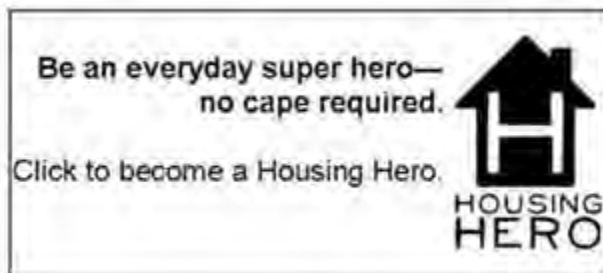 Be an everyday super hero—
no cape required.
Click to become a Housing Hero.
H
HOUSING
HERO